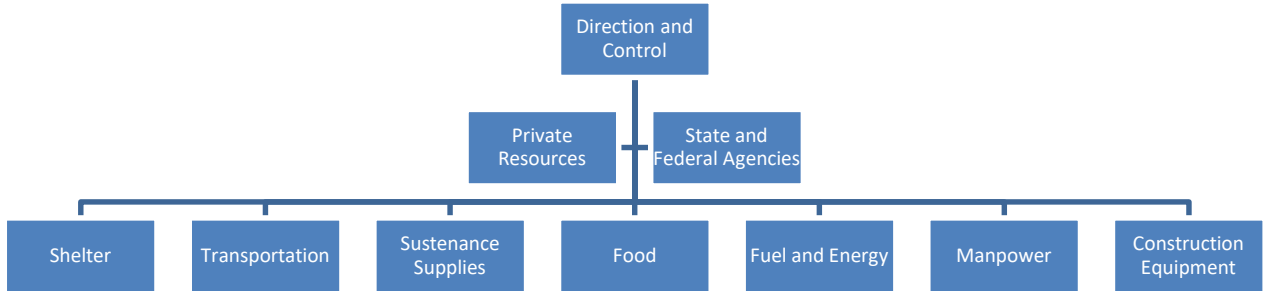 Direction and
Control
Private
Resources
State and
Federal Agencies
Shelter
Transportation
Sustenance
Supplies
Food
Fuel and Energy
Manpower
Construction
Equipment